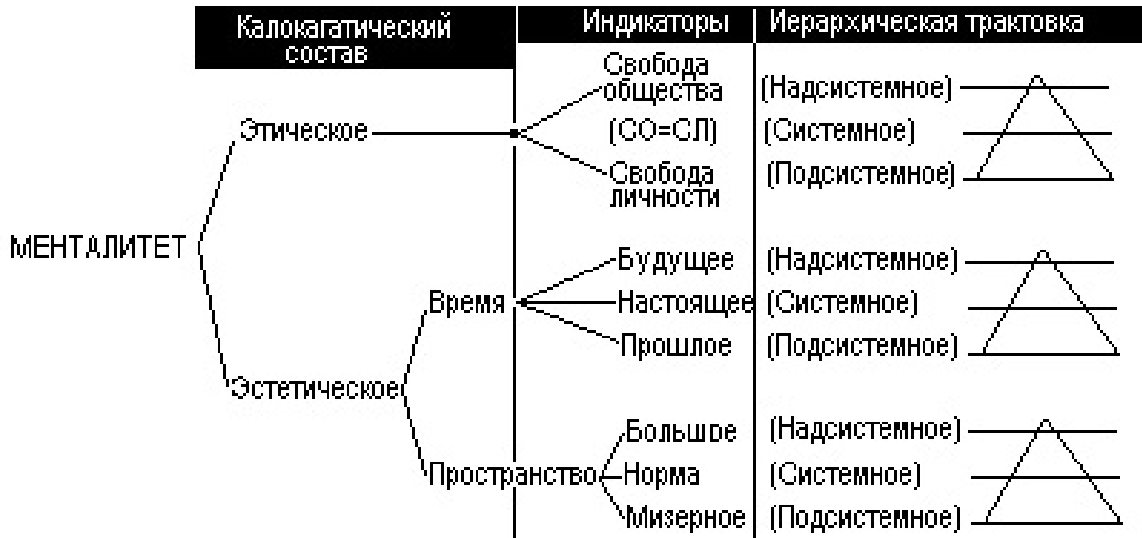 Калокагатический
состав
Индикаторы
Иерархическая трактовка
МЕНТАЛИТЕТ
Этическое
Свобода
общества
(Надсистемное)
(СО=СЛ)
(Системное)
Свобода
личности
(Подсистемное)
Эстетическое
Время
Будущее
(Надсистемное)
Настоящее
(Системное)
Прошлое
(Подсистемное)
Пространство
Большое
(Надсистемное)
Норма
(Системное)
Мизерное
(Подсистемное)